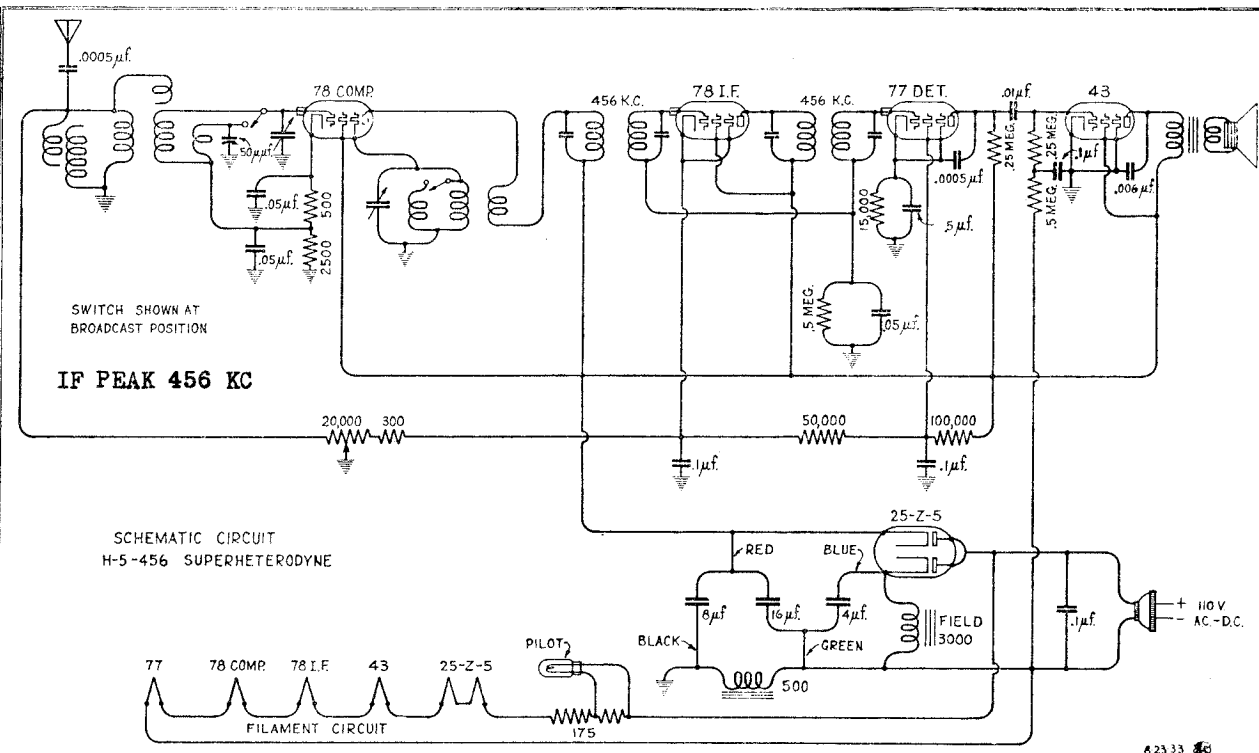 .0005µf.
78 COMP.
456 K.C.
78 I.F.
456 K.C.
77 DET.
.01µf.
43
50µµf.
.05µf.
500
.05µf.
2500
.0005µf.
.25 MEG.
.25 MEG.
.1µf
.5 MEG.
.006µf.
15,000
.5µf.
.5 MEG.
.05µf.
SWITCH SHOWN AT
BROADCAST POSITION
IF PEAK 456 KC
20,000
300
50,000
100,000
.1µf.
.1µf.
SCHEMATIC CIRCUIT
H-5-456 SUPERHETERODYNE
25-Z-5
RED
BLUE
8µf
16µf.
4µf.
FIELD
3000
.1µf.
+ 110 V.
- AC.-D.C.
BLACK
GREEN
500
PILOT
77
78 COMP.
78 I.F.
43
25-Z-5
175
FILAMENT CIRCUIT
82333